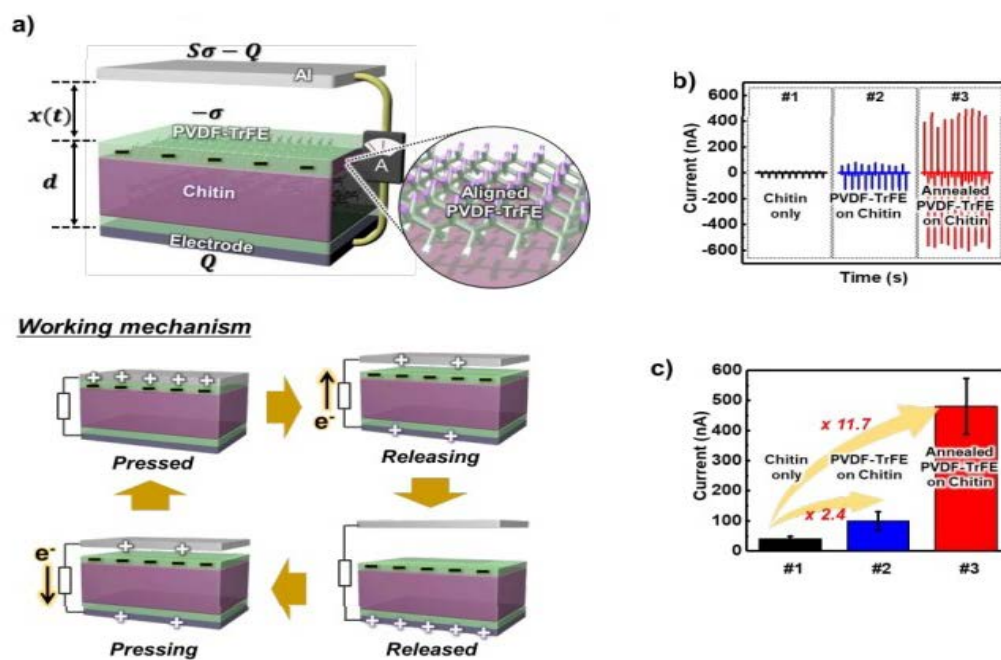 a)
Sσ − Q
Al
x(t)
−σ
PVDF-TrFE
A
d
Chitin
Aligned
PVDF-TrFE
Electrode
Q
Working mechanism
+ + + + +
- - - - -
Pressed
+ +
- - - - -
e-
+ +
Releasing
+ +
e-
- - - - -
+ +
Pressing
- - - - -
+ + + + +
Released
b)
600
400
200
0
-200
-400
-600
Current (nA)
#1
#2
#3
Chitin
only
PVDF-TrFE
on Chitin
Annealed
PVDF-TrFE
on Chitin
Time (s)
c)
600
500
400
300
200
100
0
Current (nA)
x 11.7
Chitin
only
PVDF-TrFE
on Chitin
Annealed
PVDF-TrFE
on Chitin
x 2.4
#1
#2
#3